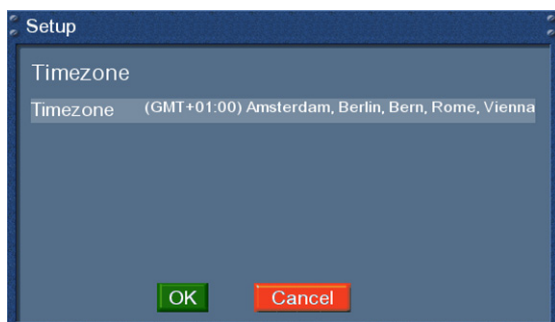 Setup
Timezone
Timezone (GMT+01:00) Amsterdam, Berlin, Bern, Rome, Vienna
OK Cancel